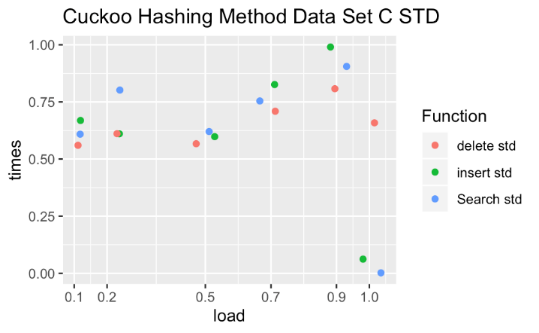 Cuckoo Hashing Method Data Set C STD
1.00
0.75
0.50
0.25
0.00
times
0.1 0.2 0.5 0.7 0.9 1.0
load
Function
delete std
insert std
Search std